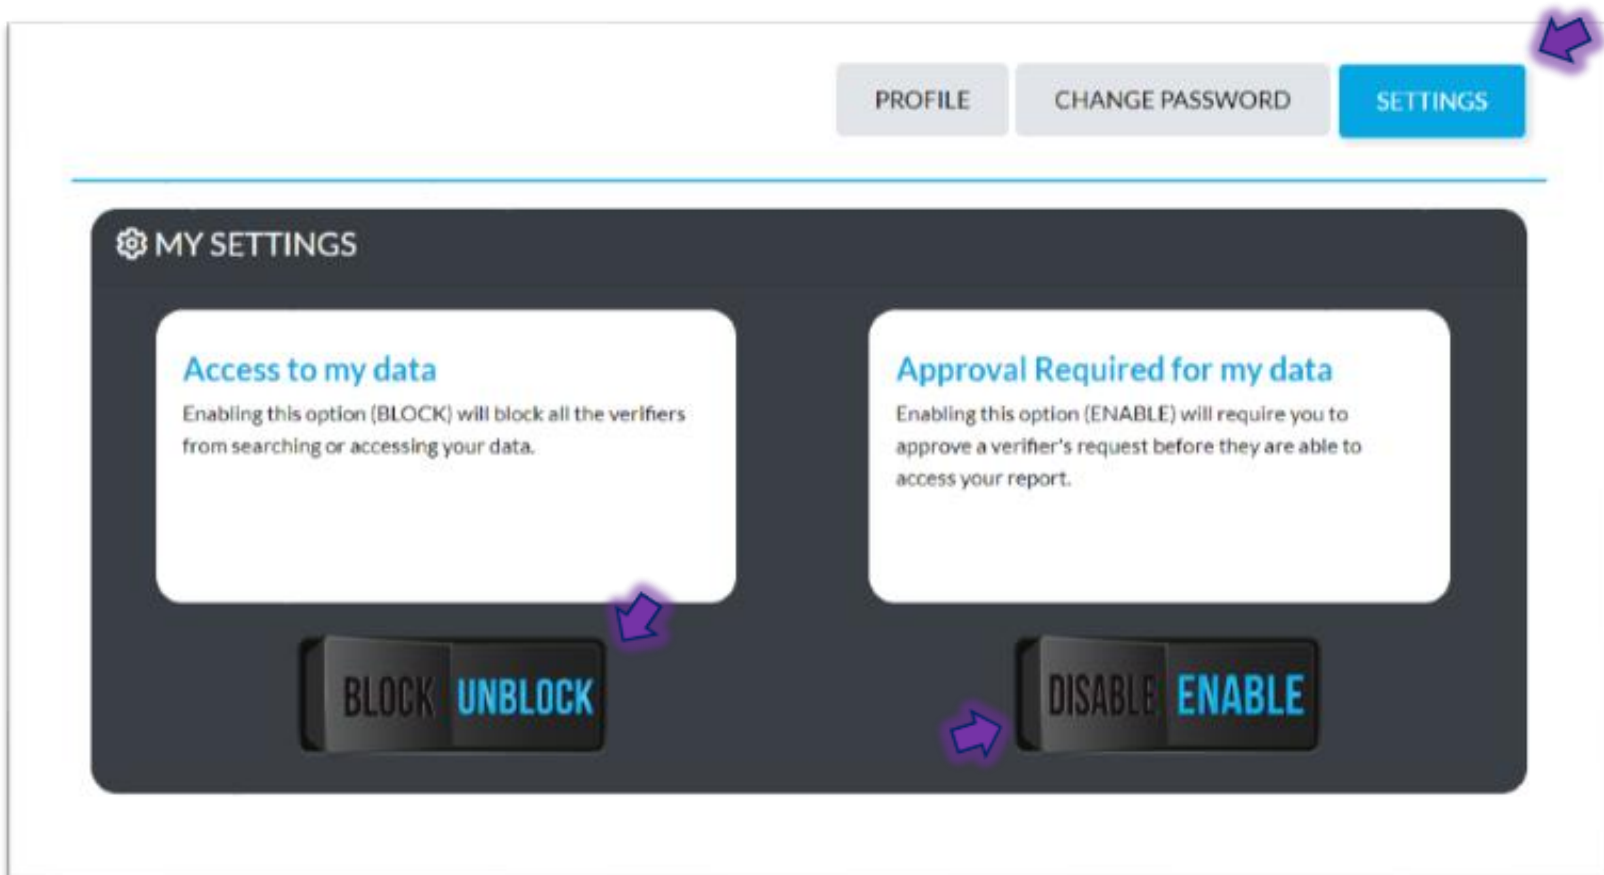 PROFILE CHANGE PASSWORD SETTINGS
MY SETTINGS
Access to my data
Enabling this option (BLOCK) will block all the verifiers
from searching or accessing your data.
BLOCK UNBLOCK
Approval Required for my data
Enabling this option (ENABLE) will require you to
approve a verifier's request before they are able to
access your report.
DISABLE ENABLE